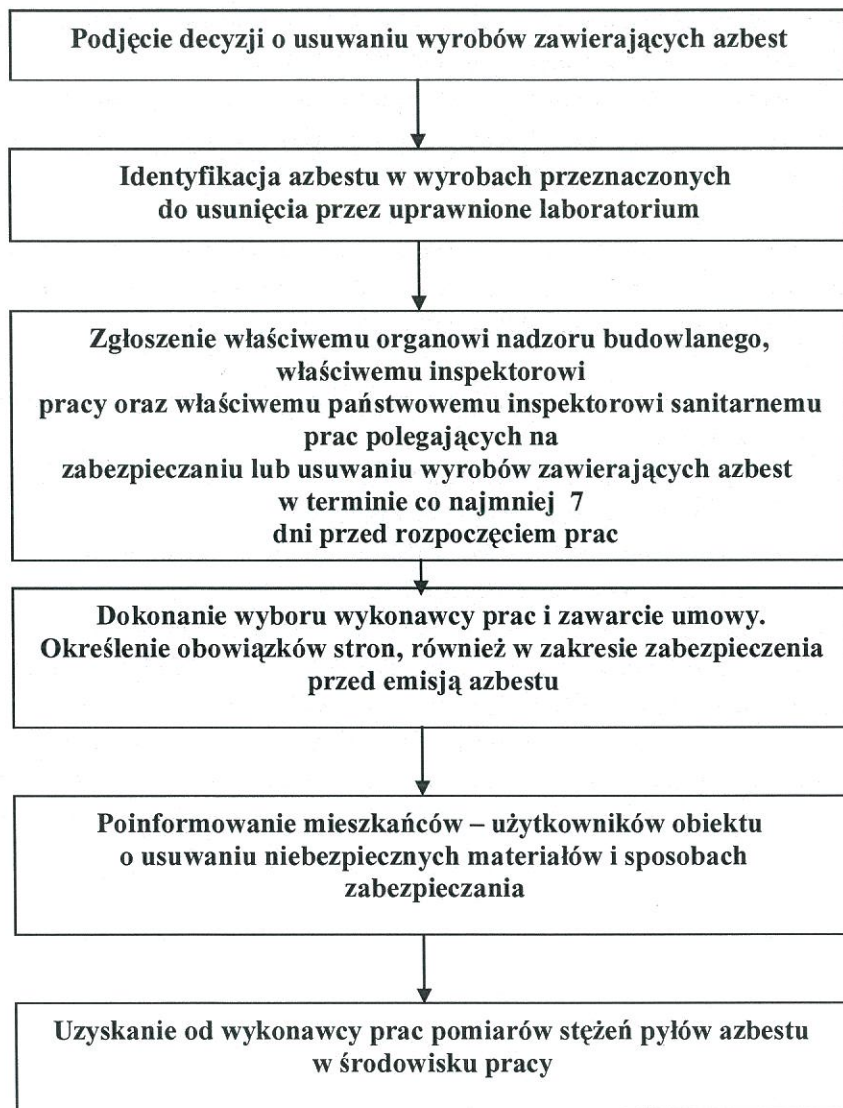 Podjęcie decyzji o usuwaniu wyrobów zawierających azbest
Identyfikacja azbestu w wyrobach przeznaczonych
do usunięcia przez uprawnione laboratorium
Zgłoszenie właściwemu organowi nadzoru budowlanego,
właściwemu inspektorowi
pracy oraz właściwemu państwowemu inspektorowi sanitarnemu
prac polegających na
zabezpieczaniu lub usuwaniu wyrobów zawierających azbest
w terminie co najmniej 7
dni przed rozpoczęciem prac
Dokonanie wyboru wykonawcy prac i zawarcie umowy.
Określenie obowiązków stron, również w zakresie zabezpieczenia
przed emisją azbestu
Poinformowanie mieszkańców – użytkowników obiektu
o usuwaniu niebezpiecznych materiałów i sposobach
zabezpieczania
Uzyskanie od wykonawcy prac pomiarów stężeń pyłów azbestu
w środowisku pracy